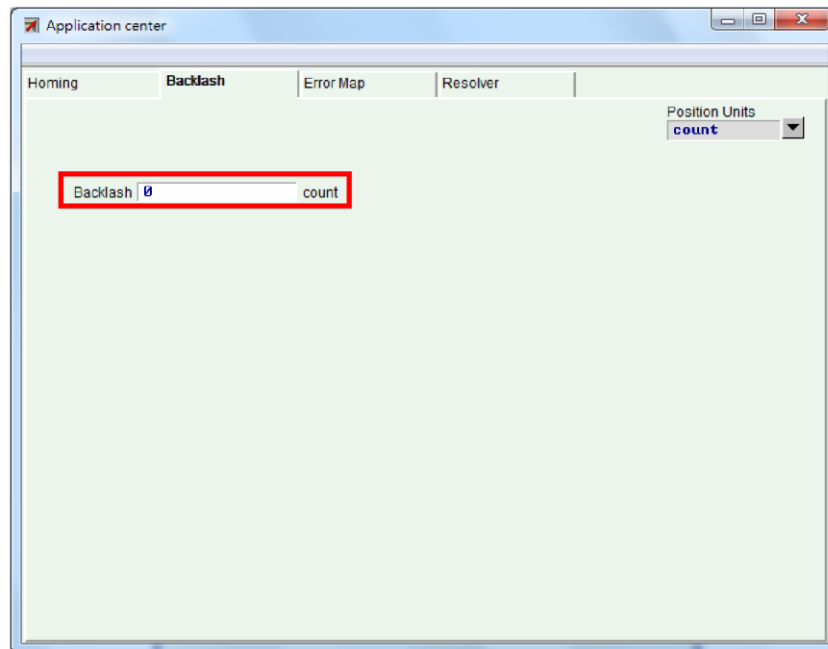 Application center
Homing Backlash Error Map Resolver
Position Units
count
Backlash 0 count